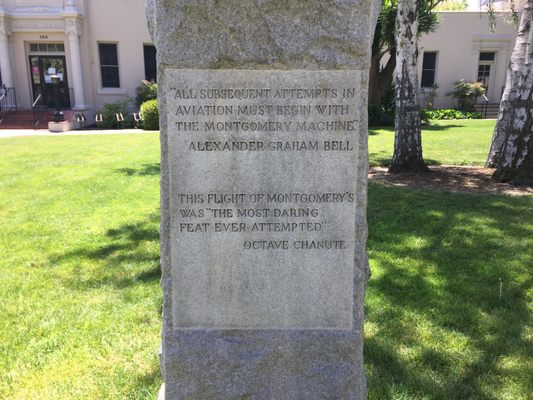 "ALL SUBSEQUENT ATTEMPTS IN
AVIATION MUST BEGIN WITH
THE MONTGOMERY MACHINE."
ALEXANDER GRAHAM BELL
THIS FLIGHT OF MONTGOMERY'S
WAS "THE MOST DARING
FEAT EVER ATTEMPTED"
OCTAVE CHANUTE